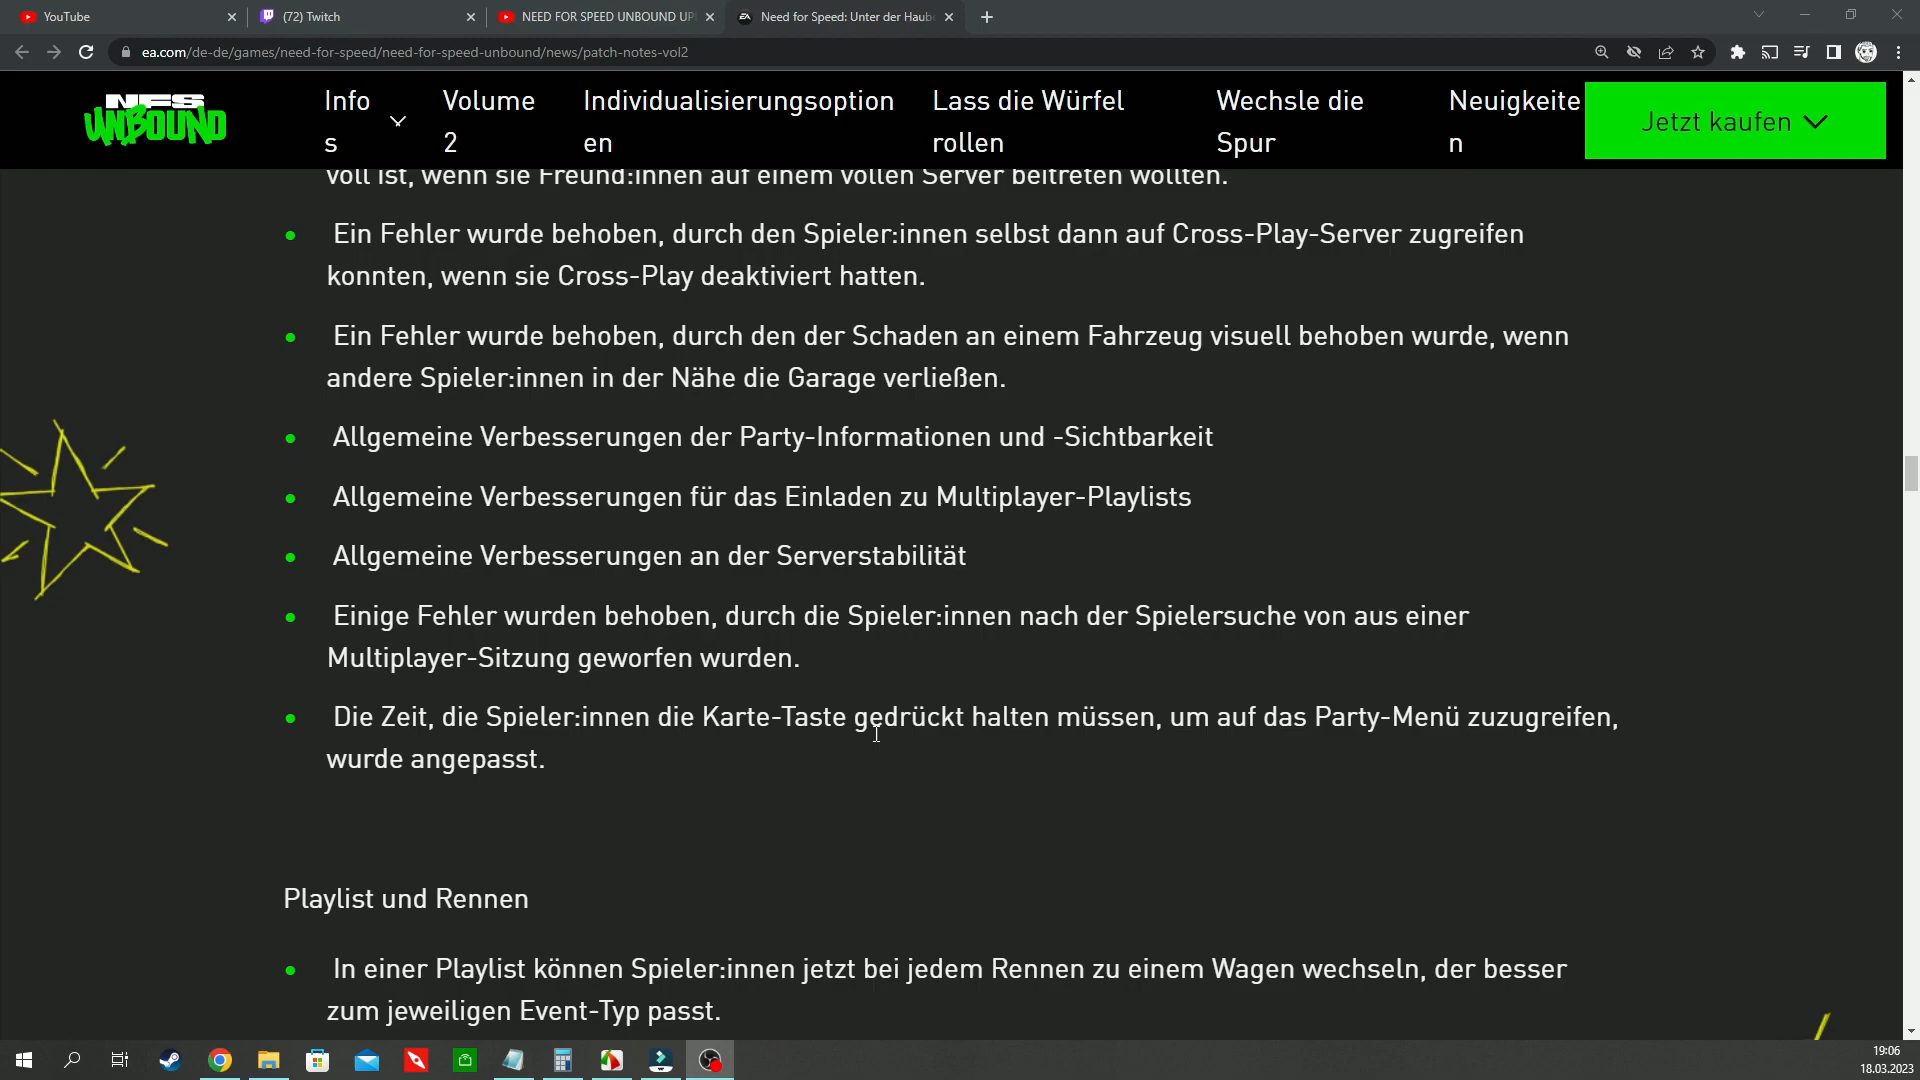 YouTube
(72) Twitch
NEED FOR SPEED UNBOUND UP
Need for Speed: Unter der Haub
ea.com/de-de/games/need-for-speed/need-for-speed-unbound/news/patch-notes-vol2
NFS
UNBOUND
Info
s
Volume
2
Individualisierungsoption
en
Lass die Würfel
rollen
Wechsle die
Spur
Neuigkeite
n
Jetzt kaufen
voll ist, wenn sie Freund:innen auf einem vollen Server beitreten wollten.
Ein Fehler wurde behoben, durch den Spieler:innen selbst dann auf Cross-Play-Server zugreifen
konnten, wenn sie Cross-Play deaktiviert hatten.
Ein Fehler wurde behoben, durch den der Schaden an einem Fahrzeug visuell behoben wurde, wenn
andere Spieler:innen in der Nähe die Garage verließen.
Allgemeine Verbesserungen der Party-Informationen und -Sichtbarkeit
Allgemeine Verbesserungen für das Einladen zu Multiplayer-Playlists
Allgemeine Verbesserungen an der Serverstabilität
Einige Fehler wurden behoben, durch die Spieler:innen nach der Spielersuche von aus einer
Multiplayer-Sitzung geworfen wurden.
Die Zeit, die Spieler:innen die Karte-Taste gedrückt halten müssen, um auf das Party-Menü zuzugreifen,
wurde angepasst.
Playlist und Rennen
In einer Playlist können Spieler:innen jetzt bei jedem Rennen zu einem Wagen wechseln, der besser
zum jeweiligen Event-Typ passt.
19:06
18.03.2023